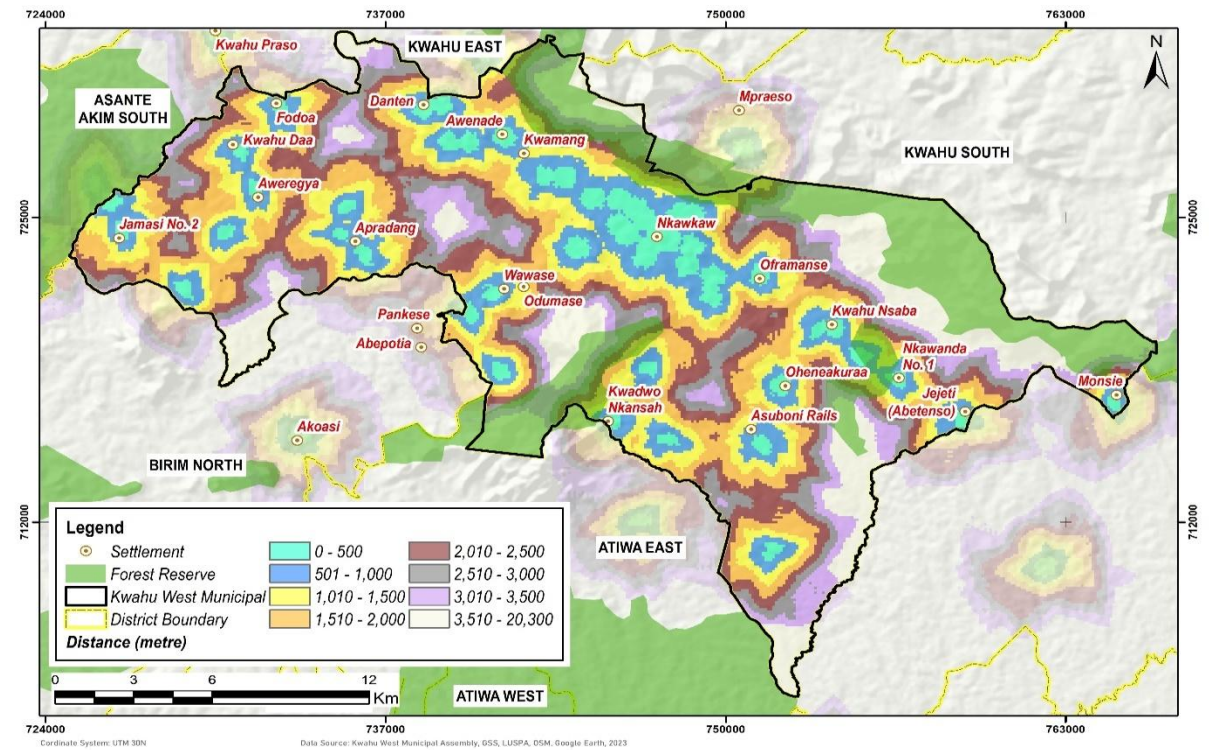 724000 737000 750000 763000
KWAHU EAST
N
Kwahu Praso
ASANTE
AKIM SOUTH
Danten
Mpraeso
Fodoa
Awenade
Kwahu Daa
Kwamang
KWAHU SOUTH
Aweregya
725000 725000
Jamasi No. 2
Apradang
Nkawkaw
Oframanse
Wawase
Odumase
Pankese
Kwahu Nsaba
Abepotia
Nkawanda
No. 1
Oheneakuraa
Monsie
Kwadwo
Nkansah
Jejeti
(Abetenso)
Akoasi
Asuboni Rails
BIRIM NORTH
712000 712000
Legend
Settlement
Forest Reserve
Kwahu West Municipal
District Boundary
Distance (metre)
0 - 500
501 - 1,000
1,010 - 1,500
1,510 - 2,000
2,010 - 2,500
2,510 - 3,000
3,010 - 3,500
3,510 - 20,300
ATIWA EAST
0 3 6 12
Km
ATIWA WEST
724000 737000 750000 763000
Cordinate System: UTM 30N
Data Source: Kwahu West Municipal Assembly, GSS, LUSPA, DSM, Google Earth, 2023